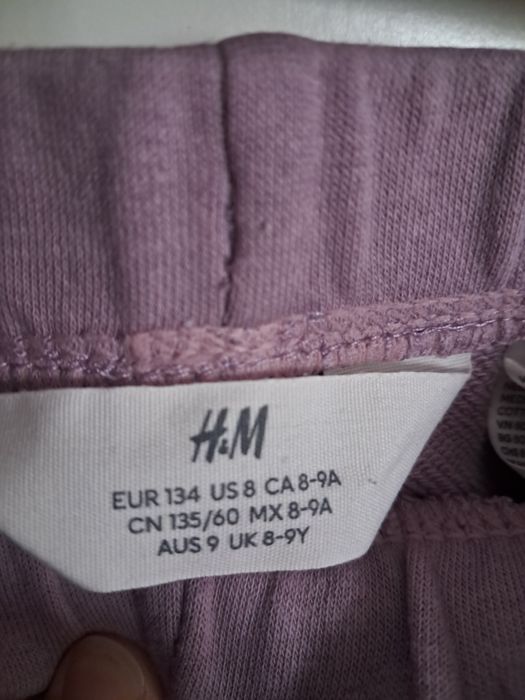 H&M
EUR 134 US 8 CA 8-9A
CN 135/60 MX 8-9A
AUS 9 UK 8-9Y